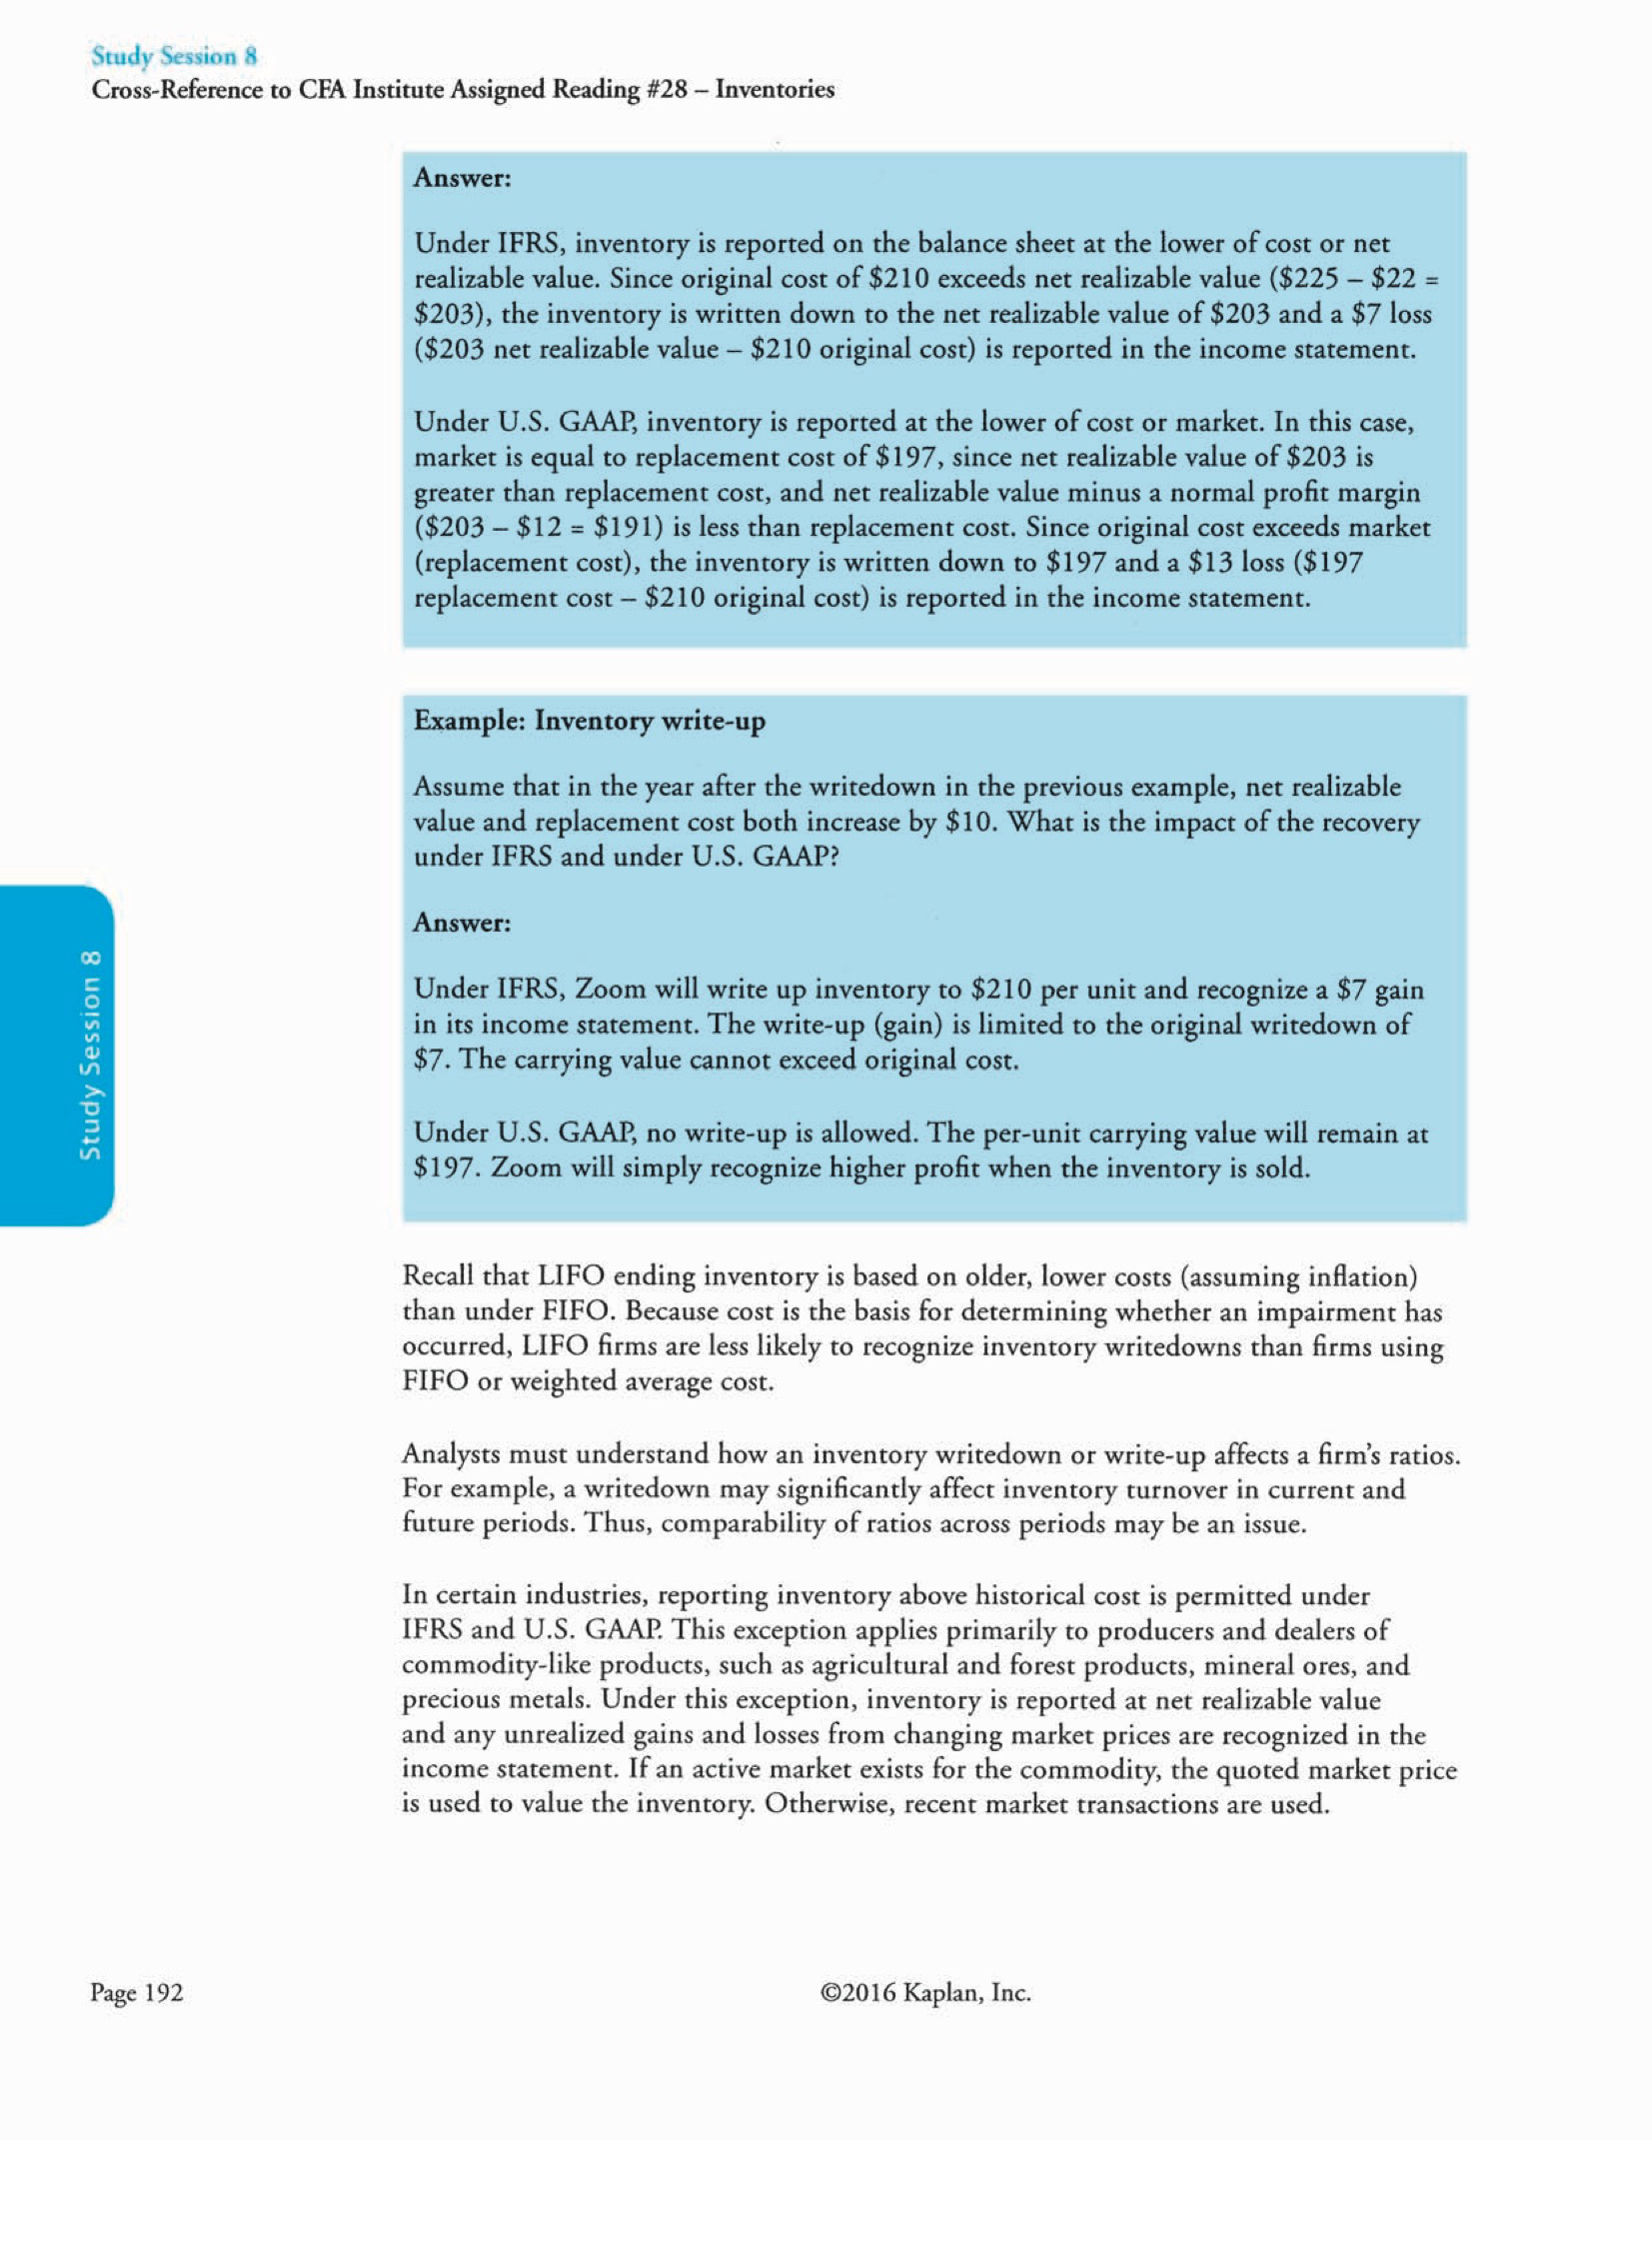 Study Session 8
Cross-Reference to CFA Institute Assigned Reading #28 – Inventories
Answer:
Under IFRS, inventory is reported on the balance sheet at the lower of cost or net
realizable value. Since original cost of $210 exceeds net realizable value ($225 – $22 =
$203), the inventory is written down to the net realizable value of $203 and a $7 loss
($203 net realizable value – $210 original cost) is reported in the income statement.
Under U.S. GAAP, inventory is reported at the lower of cost or market. In this case,
market is equal to replacement cost of $197, since net realizable value of $203 is
greater than replacement cost, and net realizable value minus a normal profit margin
($203 – $12 = $191) is less than replacement cost. Since original cost exceeds market
(replacement cost), the inventory is written down to $197 and a $13 loss ($197
replacement cost – $210 original cost) is reported in the income statement.
Example: Inventory write-up
Assume that in the year after the writedown in the previous example, net realizable
value and replacement cost both increase by $10. What is the impact of the recovery
under IFRS and under U.S. GAAP?
Answer:
Under IFRS, Zoom will write up inventory to $210 per unit and recognize a $7 gain
in its income statement. The write-up (gain) is limited to the original writedown of
$7. The carrying value cannot exceed original cost.
Under U.S. GAAP, no write-up is allowed. The per-unit carrying value will remain at
$197. Zoom will simply recognize higher profit when the inventory is sold.
Study Session 8
Recall that LIFO ending inventory is based on older, lower costs (assuming inflation)
than under FIFO. Because cost is the basis for determining whether an impairment has
occurred, LIFO firms are less likely to recognize inventory writedowns than firms using
FIFO or weighted average cost.
Analysts must understand how an inventory writedown or write-up affects a firm's ratios.
For example, a writedown may significantly affect inventory turnover in current and
future periods. Thus, comparability of ratios across periods may be an issue.
In certain industries, reporting inventory above historical cost is permitted under
IFRS and U.S. GAAP. This exception applies primarily to producers and dealers of
commodity-like products, such as agricultural and forest products, mineral ores, and
precious metals. Under this exception, inventory is reported at net realizable value
and any unrealized gains and losses from changing market prices are recognized in the
income statement. If an active market exists for the commodity, the quoted market price
is used to value the inventory. Otherwise, recent market transactions are used.
Page 192
©2016 Kaplan, Inc.